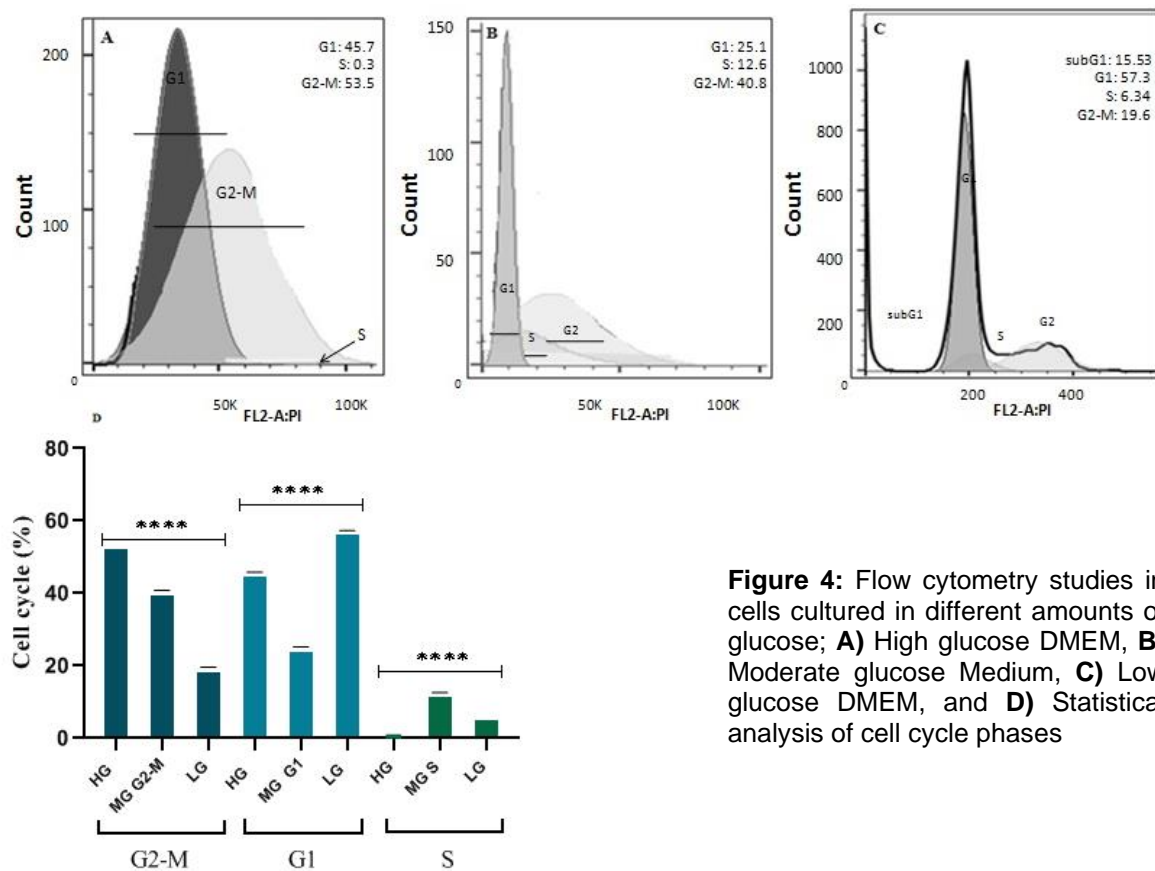 A
G1: 45.7
S: 0.3
G2-M: 53.5
200
100
0
Count
G1
G2-M
S
50K
100K
FL2-A:PI
B
G1: 25.1
S: 12.6
G2-M: 40.8
150
100
50
0
Count
G1
S
G2
50K
100K
FL2-A:PI
C
subG1: 15.53
G1: 57.3
S: 6.34
G2-M: 19.6
1000
800
600
400
200
0
Count
G1
subG1
S
G2
200
400
FL2-A:PI
D
80
60
40
20
0
Cell cycle (%)
****
****
****
HG
MG G2-M
LG
HG
MG G1
LG
HG
MG S
LG
G2-M
G1
S
Figure 4: Flow cytometry studies in
cells cultured in different amounts o
glucose; A) High glucose DMEM, B
Moderate glucose Medium, C) Low
glucose DMEM, and D) Statistica
analysis of cell cycle phases